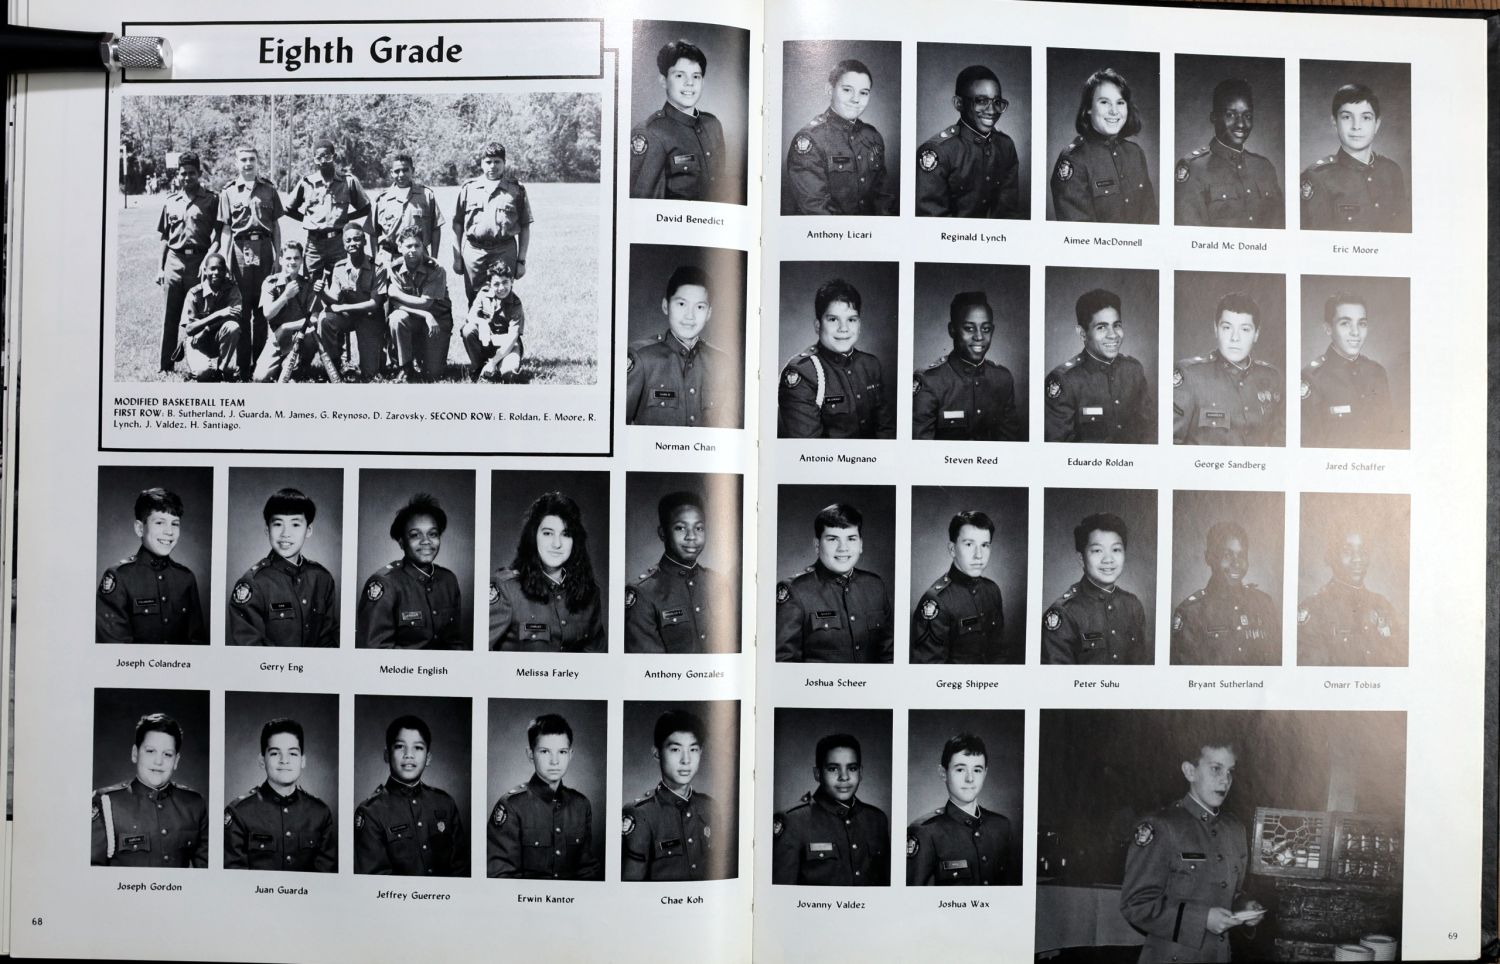 Eighth Grade
MODIFIED BASKETBALL TEAM
FIRST ROW: B. Sutherland, J. Guarda, M. James, G. Reynoso, D. Zarovsky. SECOND ROW: E. Roldan, E. Moore, R.
Lynch, J. Valdez, H. Santiago.
David Benedict
Norman Chan
Joseph Colandrea
Gerry Eng
Melodie English
Melissa Farley
Anthony Gonzales
Joseph Gordon
Juan Guarda
Jeffrey Guerrero
Erwin Kantor
Chae Koh
68
Anthony Licari
Reginald Lynch
Aimee MacDonnell
Darald Mc Donald
Eric Moore
Antonio Mugnano
Steven Reed
Eduardo Roldan
George Sandberg
Jared Schaffer
Joshua Scheer
Gregg Shippee
Peter Suhu
Bryant Sutherland
Omarr Tobias
Jovanny Valdez
Joshua Wax
69